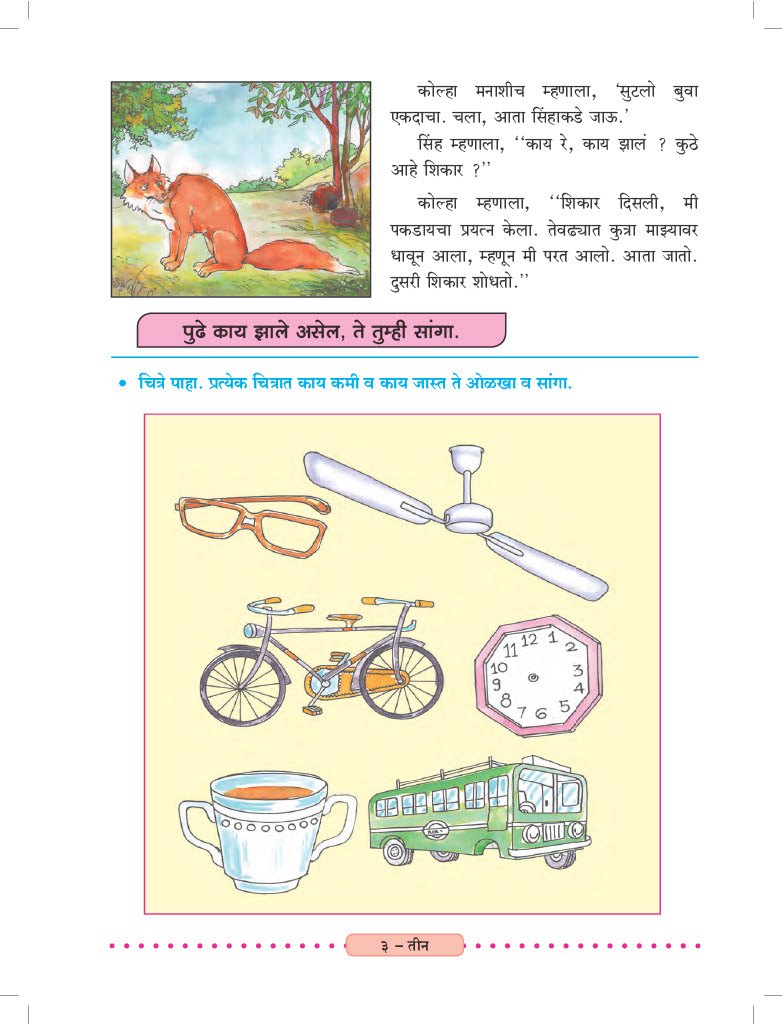 कोल्हा मनाशीच म्हणाला, ‘सुटलो बुवा
एकदाचा. चला, आता सिंहाकडे जाऊ.’
सिंह म्हणाला, ‘‘काय रे, काय झालं ? कुठे
आहे शिकार ?’’
कोल्हा म्हणाला, ‘‘शिकार दिसली, मी
पकडायचा प्रयत्न केला. तेवढ्यात कुत्रा माझ्यावर
धावून आला, म्हणून मी परत आलो. आता जातो.
दुसरी शिकार शोधतो.’’
पुढे काय झाले असेल, ते तुम्ही सांगा.
• चित्रे पाहा. प्रत्येक चित्रात काय कमी व काय जास्त ते ओळखा व सांगा.
11 12 1 2
10 3
9 4
8 7 6 5
३ – तीन